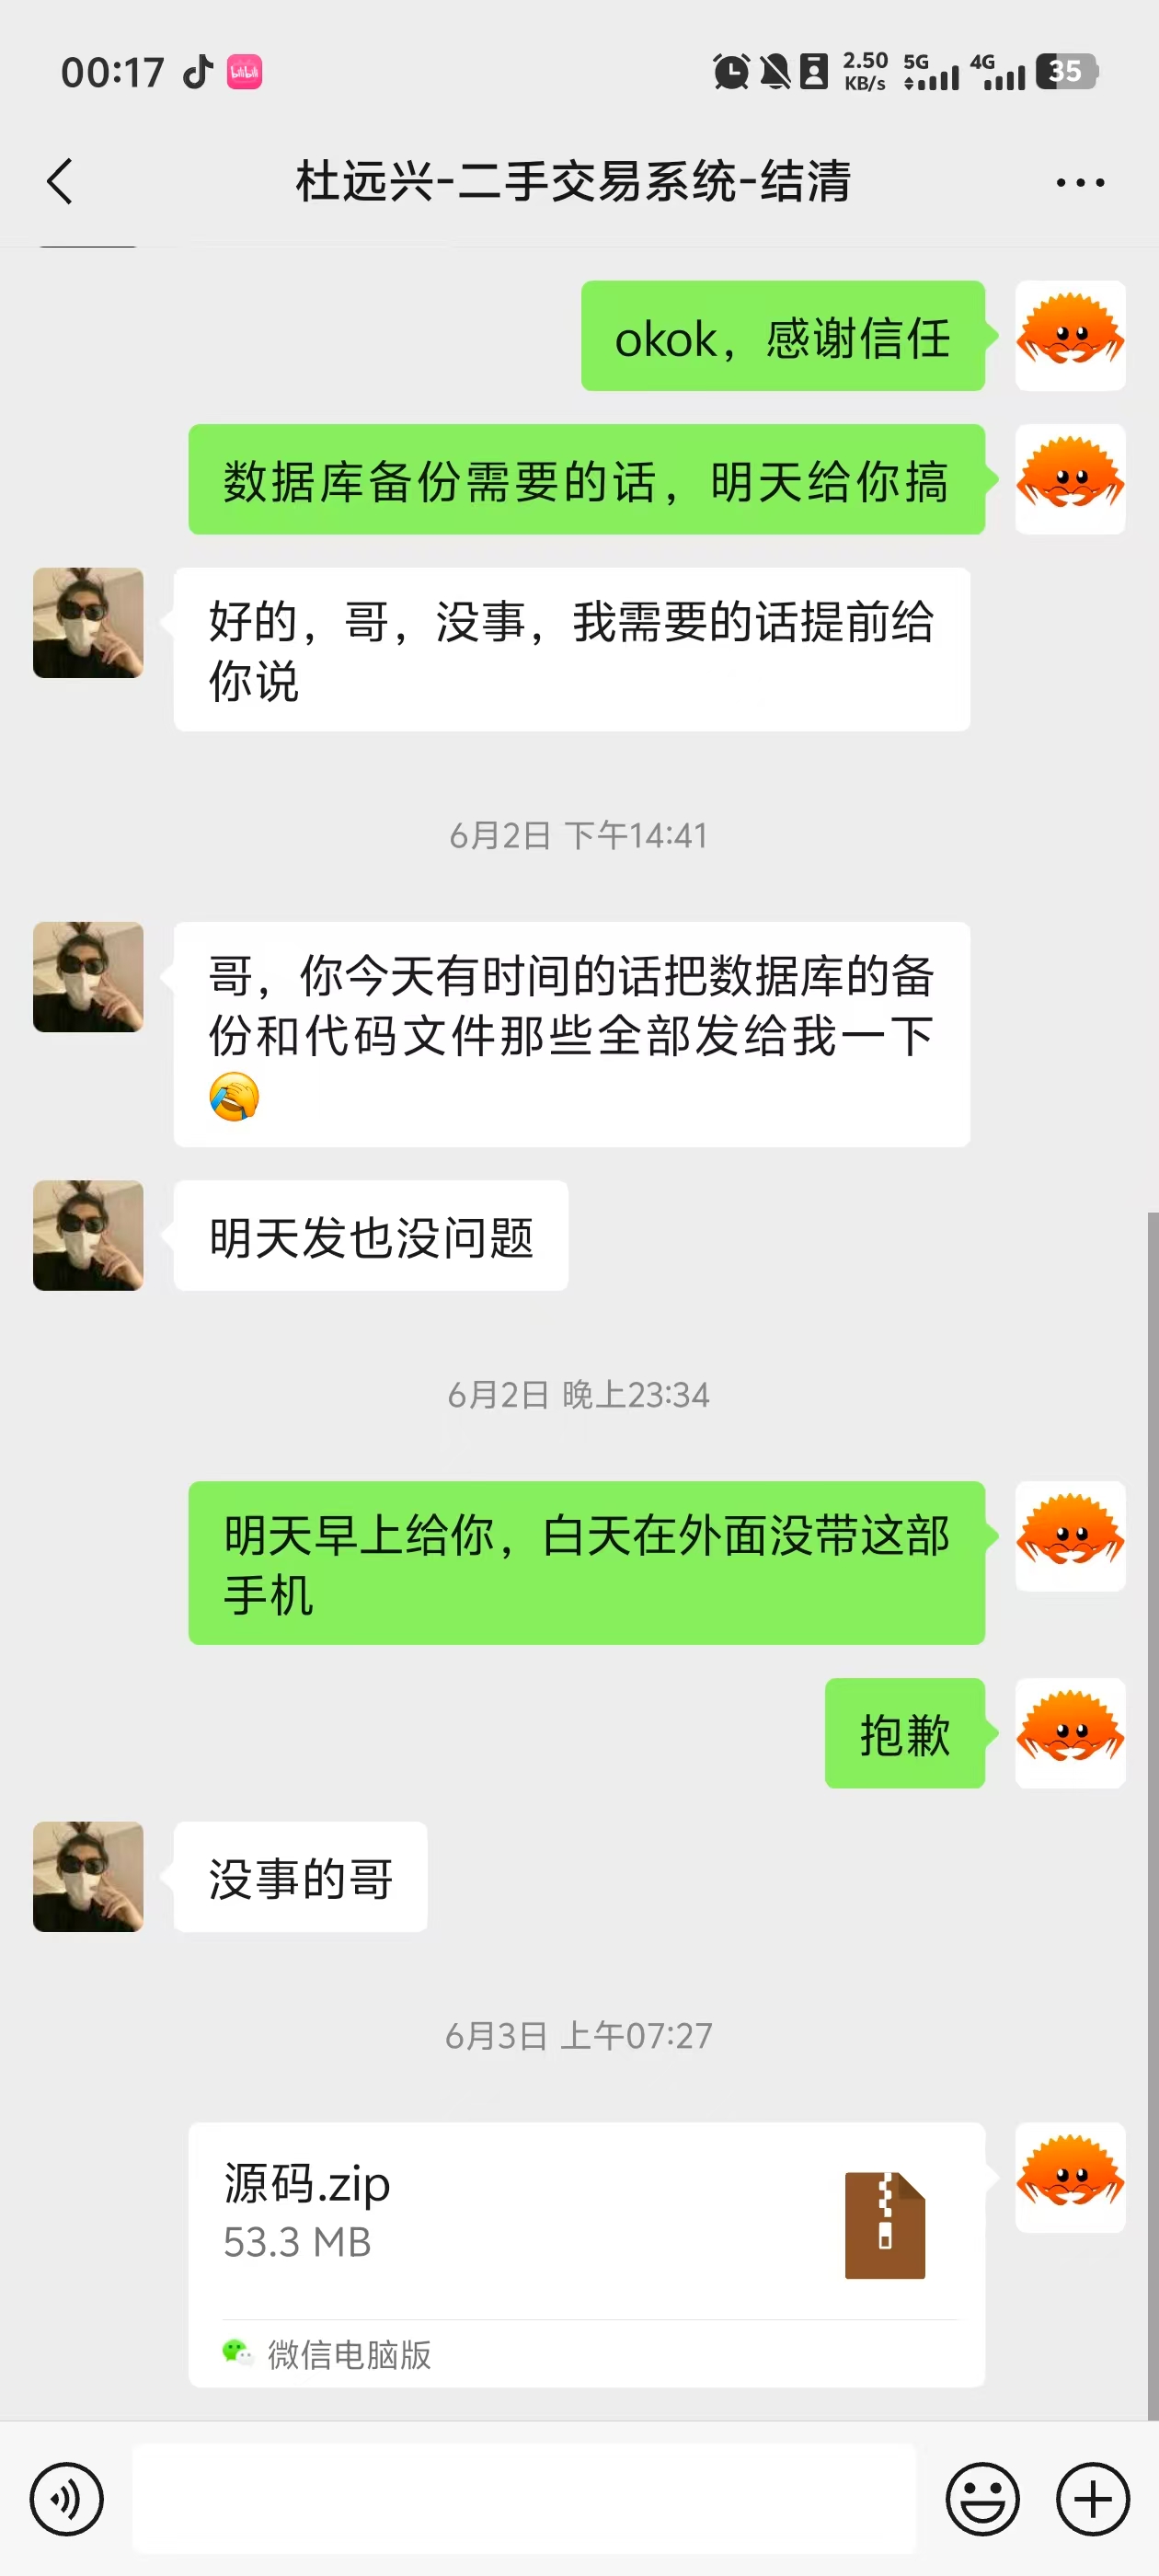 00:17
2.50
KB/s
5G
4G
35
杜远兴-二手交易系统-结清
okok，感谢信任
数据库备份需要的话，明天给你搞
好的，哥，没事，我需要的话提前给
你说
6月2日 下午14:41
哥，你今天有时间的话把数据库的备
份和代码文件那些全部发给我一下
明天发也没问题
6月2日 晚上23:34
明天早上给你，白天在外面没带这部
手机
抱歉
没事的哥
6月3日 上午07:27
源码.zip
53.3 MB
微信电脑版